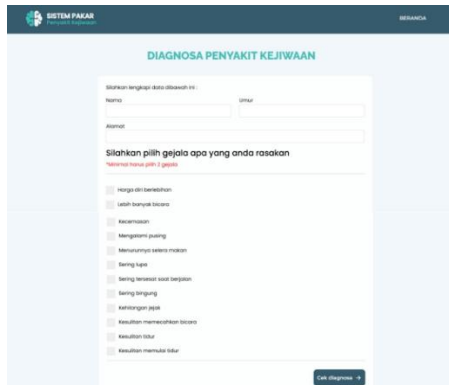 SISTEM PAKAR
Penyakit Kejiwaan
BERANDA
DIAGNOSA PENYAKIT KEJIWAAN
Silahkan lengkapi data dibawah ini :
Nama
Umur
Alamat
Silahkan pilih gejala apa yang anda rasakan
*Minimal harus pilih 2 gejala
Harga diri berlebihan
Lebih banyak bicara
Kecemasan
Mengalami pusing
Menurunnya selera makan
Sering lupa
Sering tersesat saat berjalan
Sering bingung
Kehilangan jejak
Kesulitan memecahkan bicara
Kesulitan tidur
Kesulitan memulai tidur
Cek diagnosa →